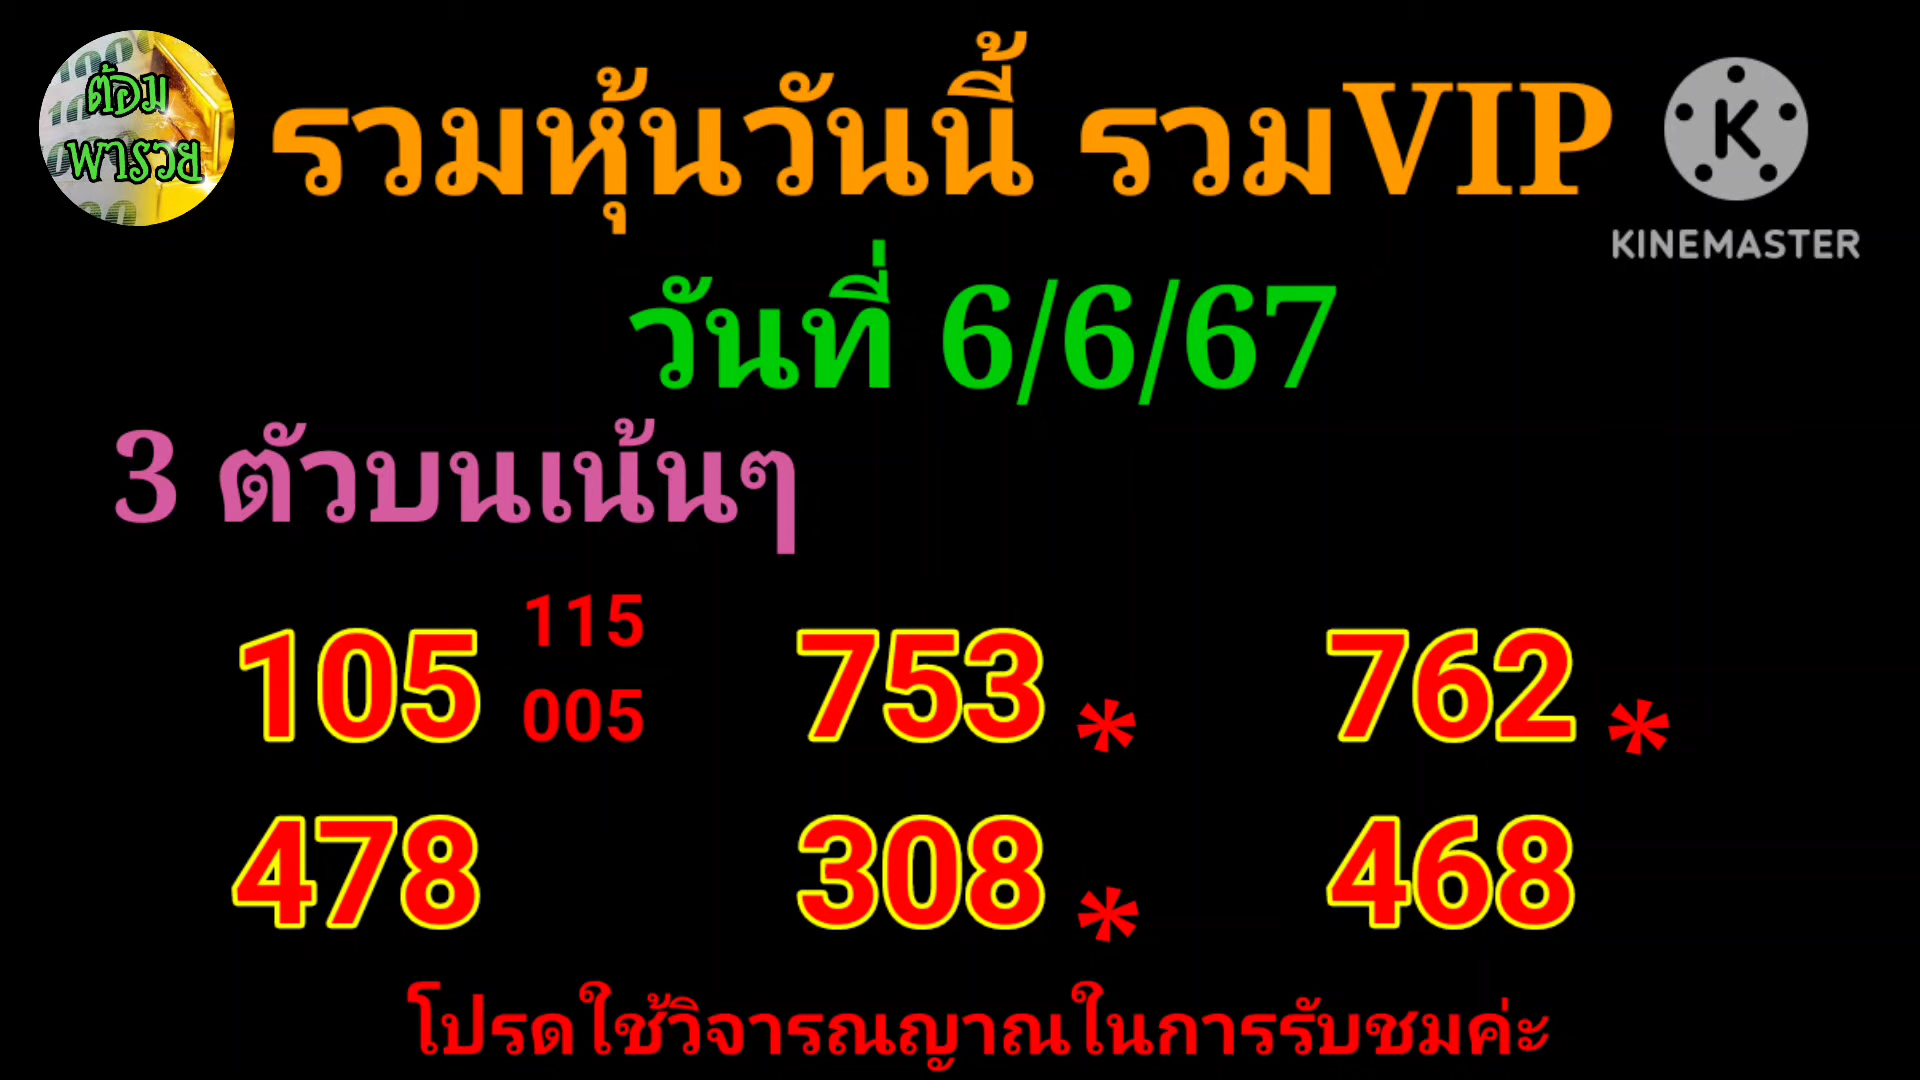 ต้อม
พารวย
รวมหุ้นวันนี้ รวมVIP
KINEMASTER
วันที่ 6/6/67
3 ตัวบนเน้นๆ
105 115 753 * 762 *
005
478 308 * 468
โปรดใช้วิจารณญาณในการรับชมค่ะ